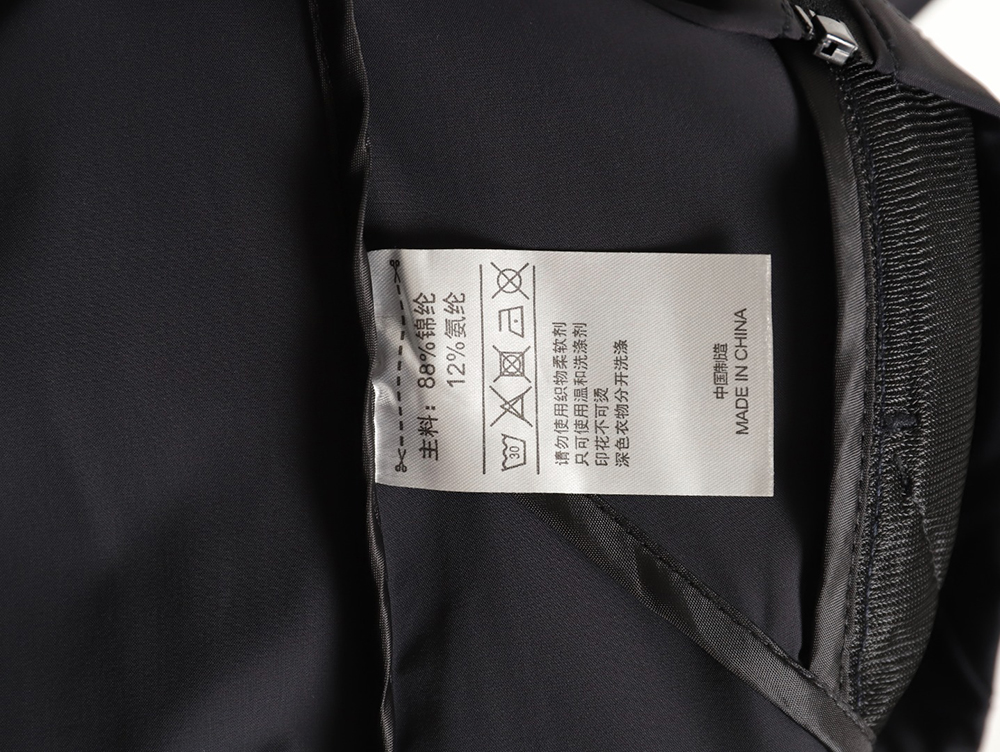 主料：88%锦纶
12%氨纶
30
请勿使用织物柔软剂
只可使用温和洗涤剂
印花不可烫
深色衣物分开洗涤
中国制造
MADE IN CHINA